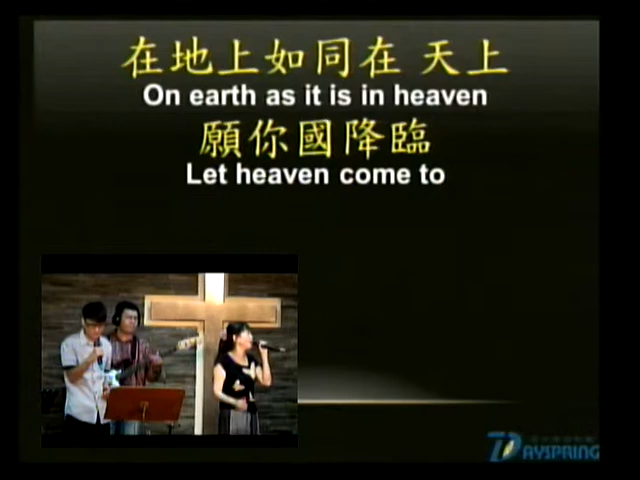 在地上如同在 天上
On earth as it is in heaven
願你國降臨
Let heaven come to
DAYSPRING